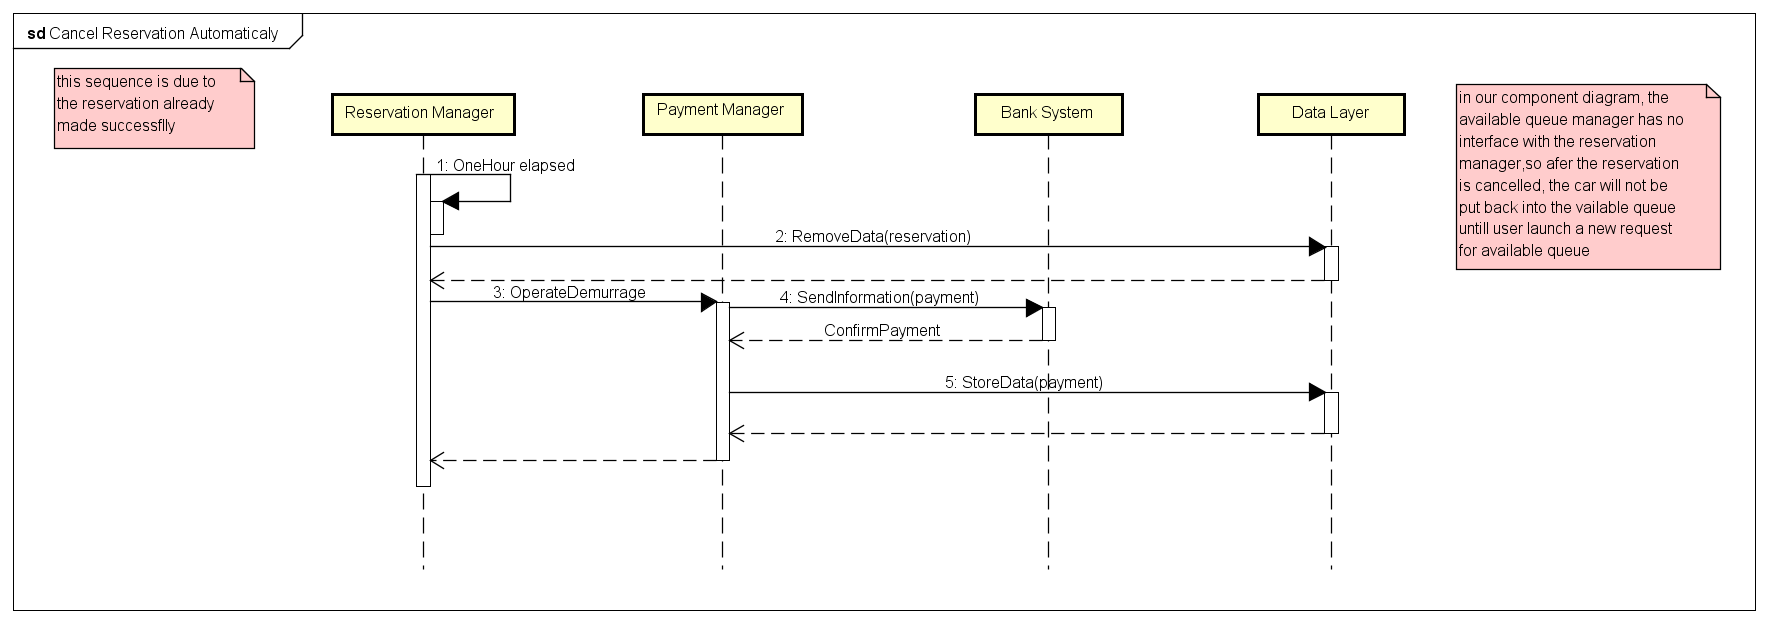 sd Cancel Reservation Automaticaly
this sequence is due to
the reservation already
made successflly
Reservation Manager
Payment Manager
Bank System
Data Layer
in our component diagram, the
available queue manager has no
interface with the reservation
manager,so afer the reservation
is cancelled, the car will not be
put back into the vailable queue
untill user launch a new request
for available queue
1: OneHour elapsed
2: RemoveData(reservation)
3: OperateDemurrage
4: SendInformation(payment)
ConfirmPayment
5: StoreData(payment)